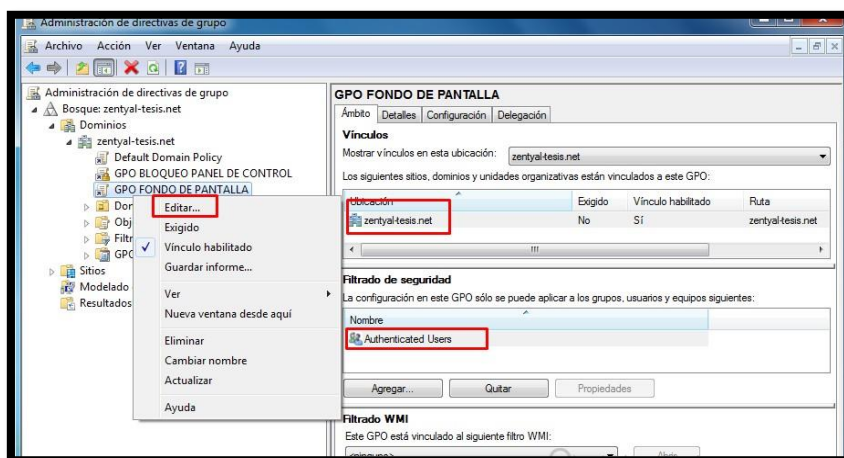 Administración de directivas de grupo
Archivo Acción Ver Ventana Ayuda
Administración de directivas de grupo
Bosque: zentyal-tesis.net
Dominios
zentyal-tesis.net
Default Domain Policy
GPO BLOQUEO PANEL DE CONTROL
GPO FONDO DE PANTALLA
Dor
Obj
Filtr
GPC
Sitios
Modelado
Resultados
Editar...
Exigido
Vínculo habilitado
Guardar informe...
Ver
Nueva ventana desde aquí
Eliminar
Cambiar nombre
Actualizar
Ayuda
GPO FONDO DE PANTALLA
Ámbito Detalles Configuración Delegación
Vínculos
Mostrar vínculos en esta ubicación: zentyal-tesis.net
Los siguientes sitios, dominios y unidades organizativas están vinculados a este GPO:
Ubicación Exigido Vínculo habilitado Ruta
zentyal-tesis.net No Sí zentyal-tesis.net
Filtrado de seguridad
La configuración en este GPO sólo se puede aplicar a los grupos, usuarios y equipos siguientes:
Nombre
Authenticated Users
Agregar... Quitar Propiedades
Filtrado WMI
Este GPO está vinculado al siguiente filtro WMI:
<ninguno> Abrir